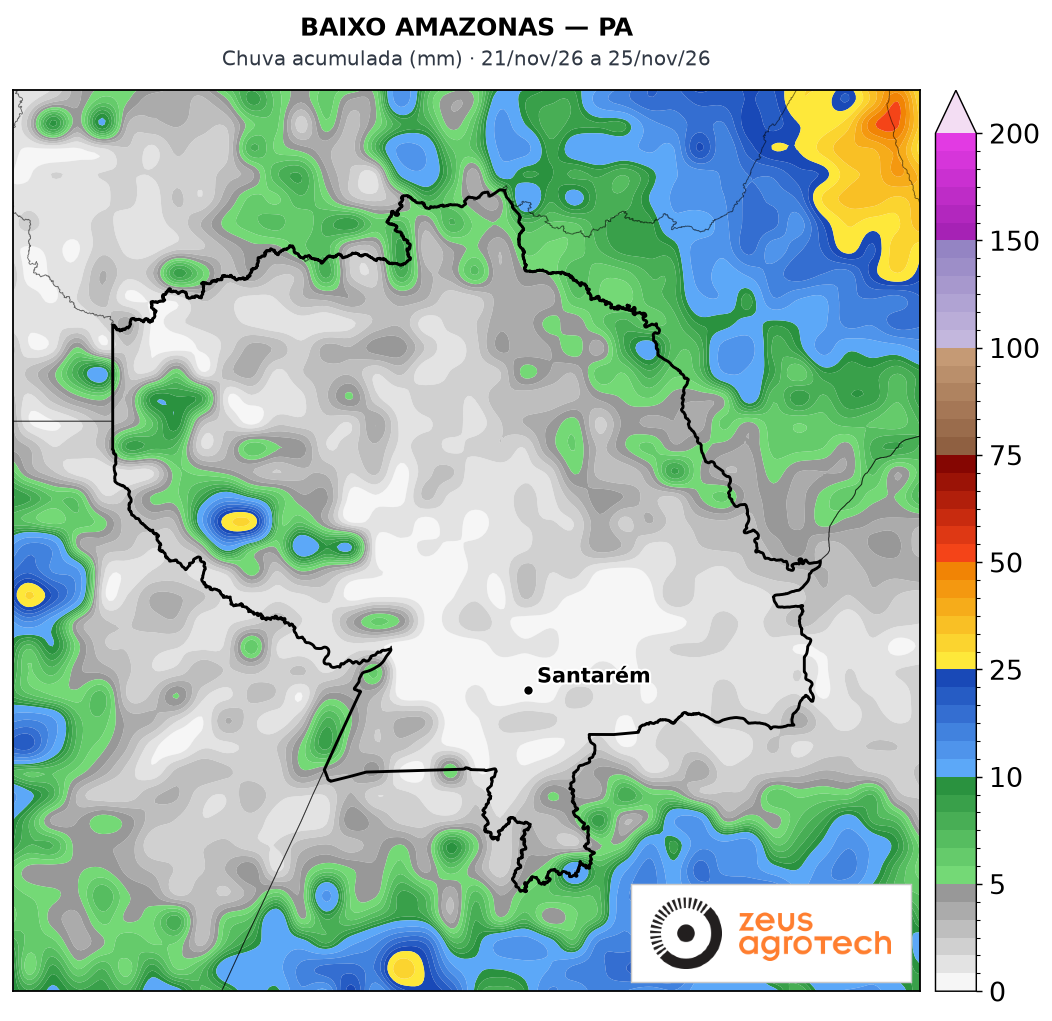 BAIXO AMAZONAS — PA
Chuva acumulada (mm) · 21/nov/26 a 25/nov/26
200
150
100
75
50
25
10
5
0
Santarém
zeus
agrotech